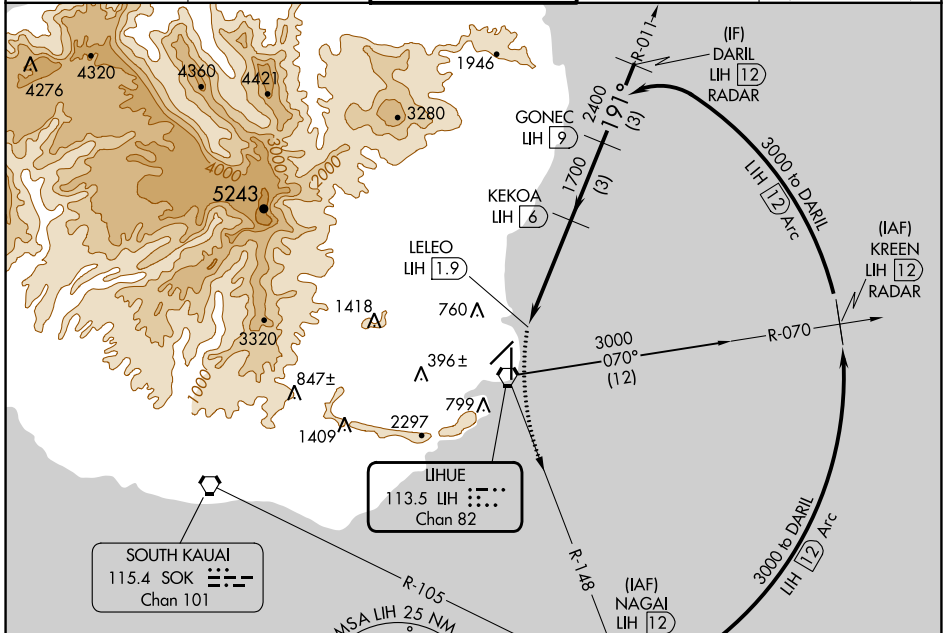 4276
4320
4360
4421
1946
3280
3000
2000
4000
5243
3320
1000
1418
760
396±
847±
1409
2297
799
R-011
(IF)
DARIL
LIH 12
RADAR
2400
191°
(3)
GONEC
LIH 9
1700
(3)
KEKOA
LIH 6
LELEO
LIH 1.9
3000 to DARIL
LIH 12 Arc
(IAF)
KREEN
LIH 12
RADAR
3000
070°
(12)
R-070
LIHUE
113.5 LIH
Chan 82
SOUTH KAUAI
115.4 SOK
Chan 101
R-105
R-148
(IAF)
NAGAI
LIH 12
3000 to DARIL
LIH 12 Arc
MSA LIH 25 NM